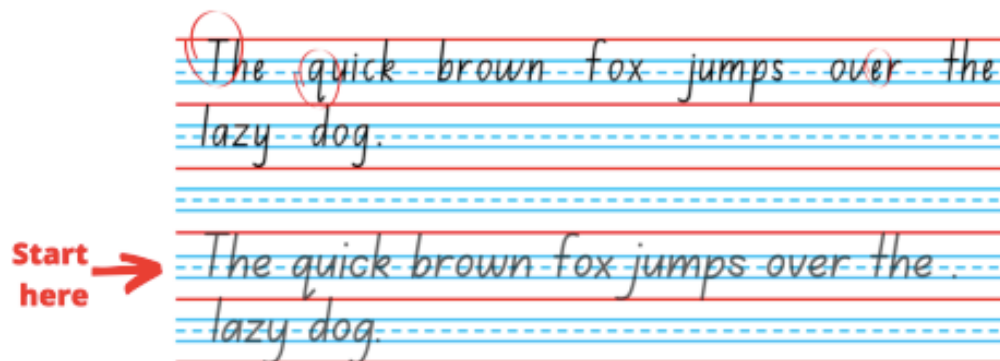 The quick brown fox jumps over the
lazy dog.
Start
here
The quick brown fox jumps over the .
lazy dog.